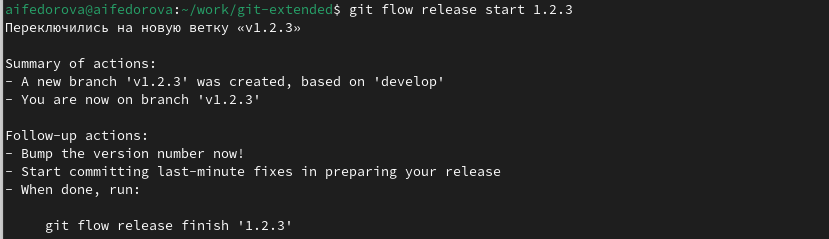 aifedorova@aifedorova:~/work/git-extended$ git flow release start 1.2.3
Переключились на новую ветку «v1.2.3»
Summary of actions:
- A new branch 'v1.2.3' was created, based on 'develop'
- You are now on branch 'v1.2.3'
Follow-up actions:
- Bump the version number now!
- Start committing last-minute fixes in preparing your release
- When done, run:
git flow release finish '1.2.3'